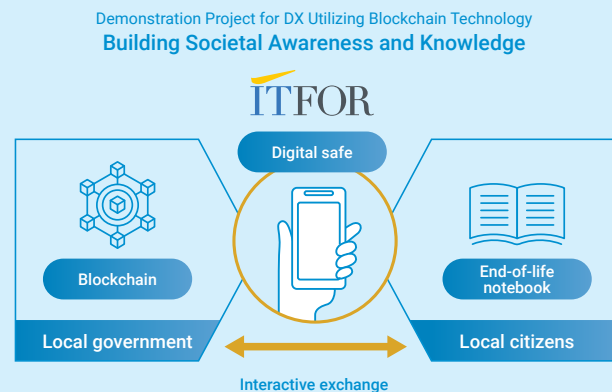 Demonstration Project for DX Utilizing Blockchain Technology
Building Societal Awareness and Knowledge
ITFOR
Digital safe
Blockchain
End-of-life
notebook
Local government
Local citizens
Interactive exchange